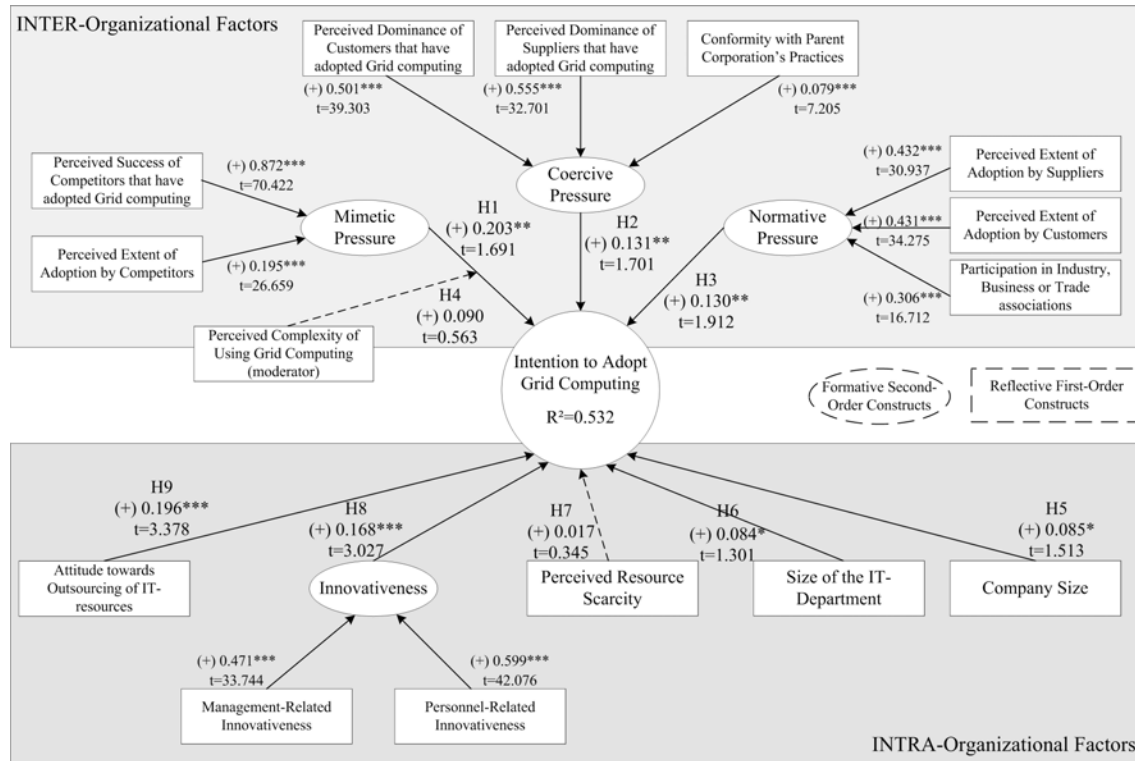 INTER-Organizational Factors
Perceived Dominance of
Customers that have
adopted Grid computing
Perceived Dominance of
Suppliers that have
adopted Grid computing
Conformity with Parent
Corporation's Practices
(+) 0.501***
t=39.303
(+) 0.555***
t=32.701
(+) 0.079***
t=7.205
Perceived Success of
Competitors that have
adopted Grid computing
(+) 0.872***
t=70.422
Coercive
Pressure
(+) 0.432***
t=30.937
Perceived Extent of
Adoption by Suppliers
Mimetic
Pressure
Normative
Pressure
(+) 0.431***
t=34.275
Perceived Extent of
Adoption by Customers
Perceived Extent of
Adoption by Competitors
(+) 0.195***
t=26.659
H1
(+) 0.203**
t=1.691
H2
(+) 0.131**
t=1.701
H3
(+) 0.130**
t=1.912
(+) 0.306***
t=16.712
Participation in Industry,
Business or Trade
associations
H4
(+) 0.090
t=0.563
Perceived Complexity of
Using Grid Computing
(moderator)
Intention to Adopt
Grid Computing
R²=0.532
Formative Second-
Order Constructs
Reflective First-Order
Constructs
H9
(+) 0.196***
t=3.378
H8
(+) 0.168***
t=3.027
H7
(+) 0.017
t=0.345
H6
(+) 0.084*
t=1.301
H5
(+) 0.085*
t=1.513
Attitude towards
Outsourcing of IT-
resources
Innovativeness
Perceived Resource
Scarcity
Size of the IT-
Department
Company Size
(+) 0.471***
t=33.744
(+) 0.599***
t=42.076
Management-Related
Innovativeness
Personnel-Related
Innovativeness
INTRA-Organizational Factors